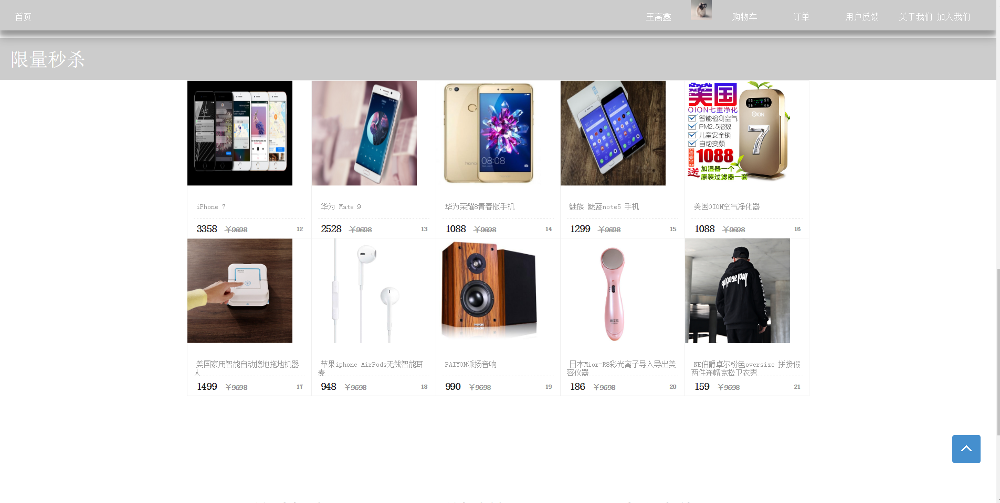 首页 王高鑫 购物车 订单 用户反馈 关于我们 加入我们
限量秒杀
美国
OION七重净化
智能检测空气
PM2.5指数
儿童安全锁
自动变频
1088
送 加湿器一个
原装过滤器一套
OION
7
08:08
honor
iPhone 7
3358 ¥9698 12
华为 Mate 9
2528 ¥9698 13
华为荣耀8青春版手机
1088 ¥9698 14
魅族 魅蓝note5 手机
1299 ¥9698 15
美国OION空气净化器
1088 ¥9698 16
PAIYON
美国家用智能自动擦地拖地机器
人
1499 ¥9698 17
苹果iphone AirPods无线智能耳
麦
948 ¥9698 18
PAIYON派扬音响
990 ¥9698 19
日本Mior-R8彩光离子导入导出美
容仪器
186 ¥9698 20
NE伯爵卓尔粉色oversize 拼接假
两件连帽宽松卫衣男
159 ¥9698 21